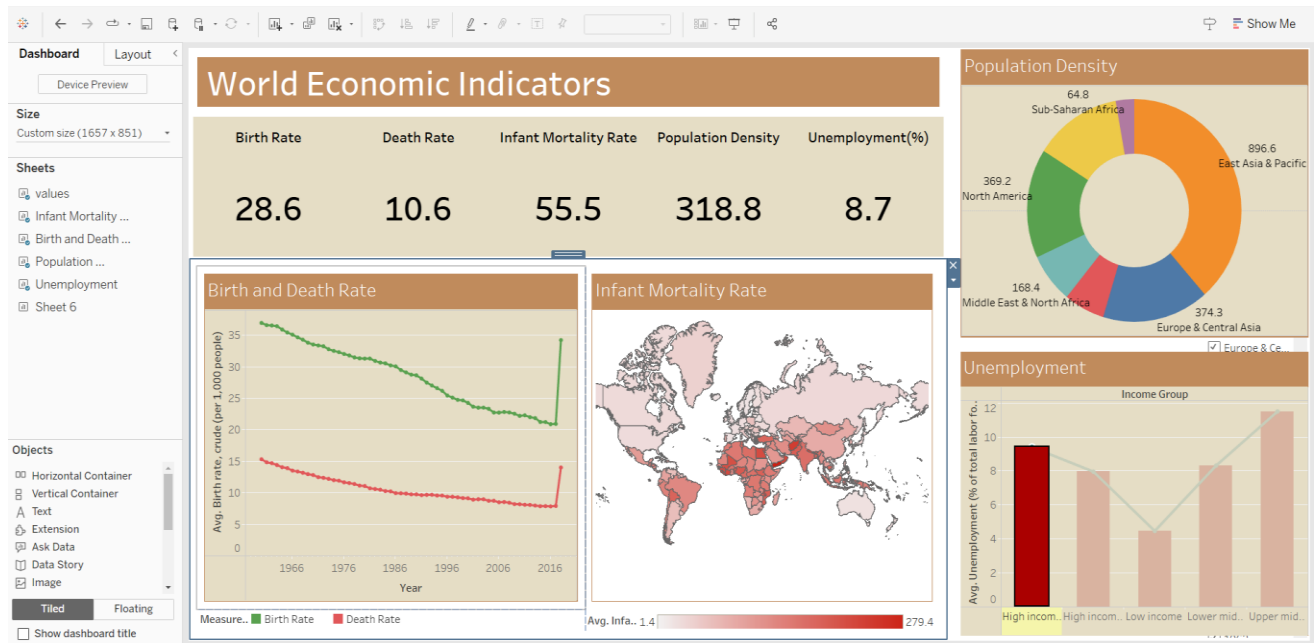 Show Me
Dashboard
Layout
Device Preview
Size
Custom size (1657 x 851)
Sheets
values
Infant Mortality ...
Birth and Death ...
Population ...
Unemployment
Sheet 6
Objects
Horizontal Container
Vertical Container
Text
Extension
Ask Data
Data Story
Image
Tiled
Floating
Show dashboard title
World Economic Indicators
Birth Rate Death Rate Infant Mortality Rate Population Density Unemployment(%)
28.6 10.6 55.5 318.8 8.7
Birth and Death Rate
Avg. Birth rate, crude (per 1,000 people)
35
30
25
20
15
10
5
0
1966 1976 1986 1996 2006 2016
Year
Measure.. Birth Rate Death Rate
Infant Mortality Rate
Avg. Infa.. 1.4 279.4
Population Density
64.8
Sub-Saharan Africa
896.6
East Asia & Pacific
369.2
North America
168.4
Middle East & North Africa
374.3
Europe & Central Asia
Europe & Ce...
Unemployment
Income Group
Avg. Unemployment (% of total labor fo..
12
10
8
6
4
2
0
High incom.. High incom.. Low income Lower mid.. Upper mid..